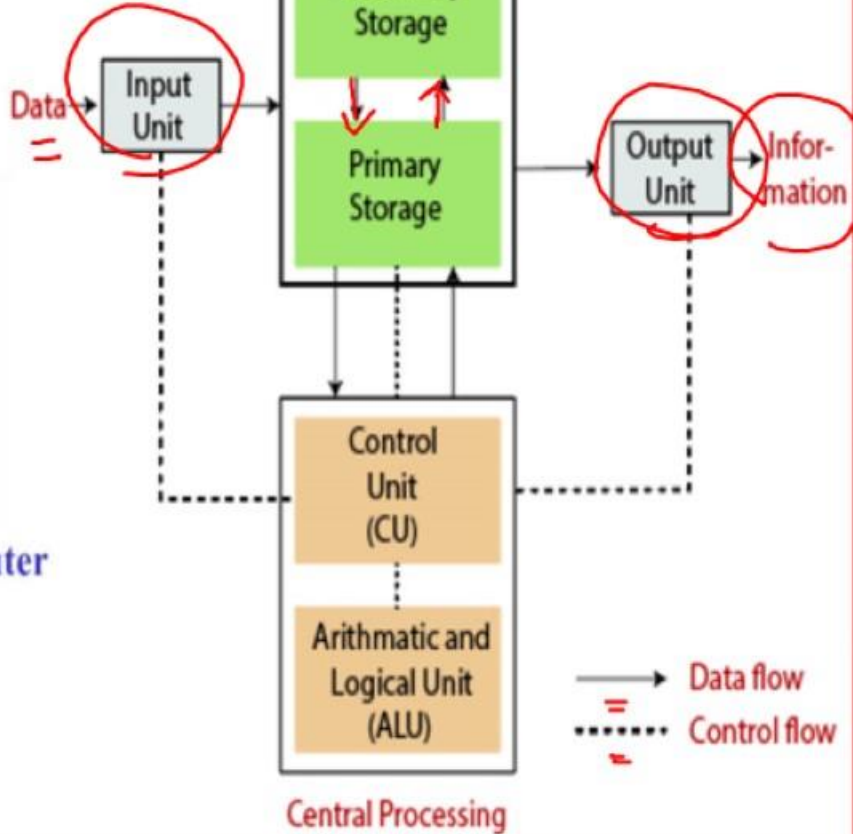 Storage
Data
Input
Unit
Primary
Storage
Output
Unit
Infor-
mation
Control
Unit
(CU)
Arithmatic and
Logical Unit
(ALU)
Data flow
Control flow
Central Processing